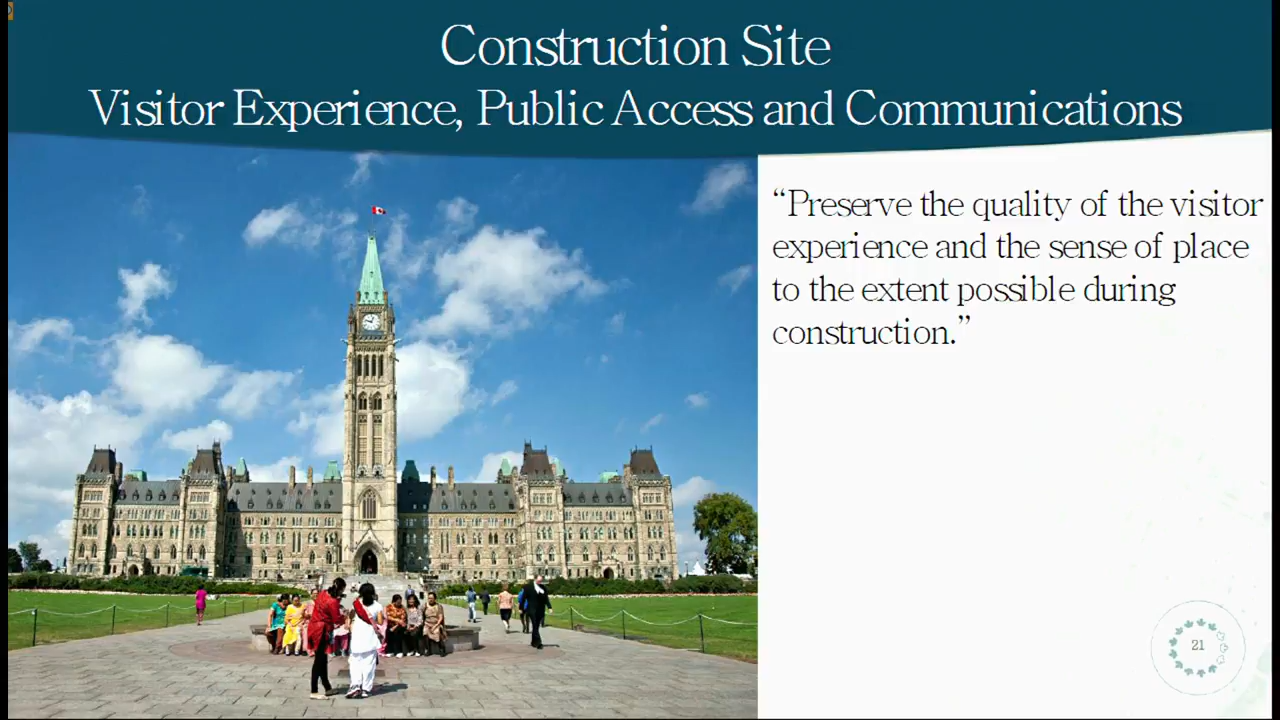 Construction Site
Visitor Experience, Public Access and Communications
“Preserve the quality of the visitor
experience and the sense of place
to the extent possible during
construction.”
21